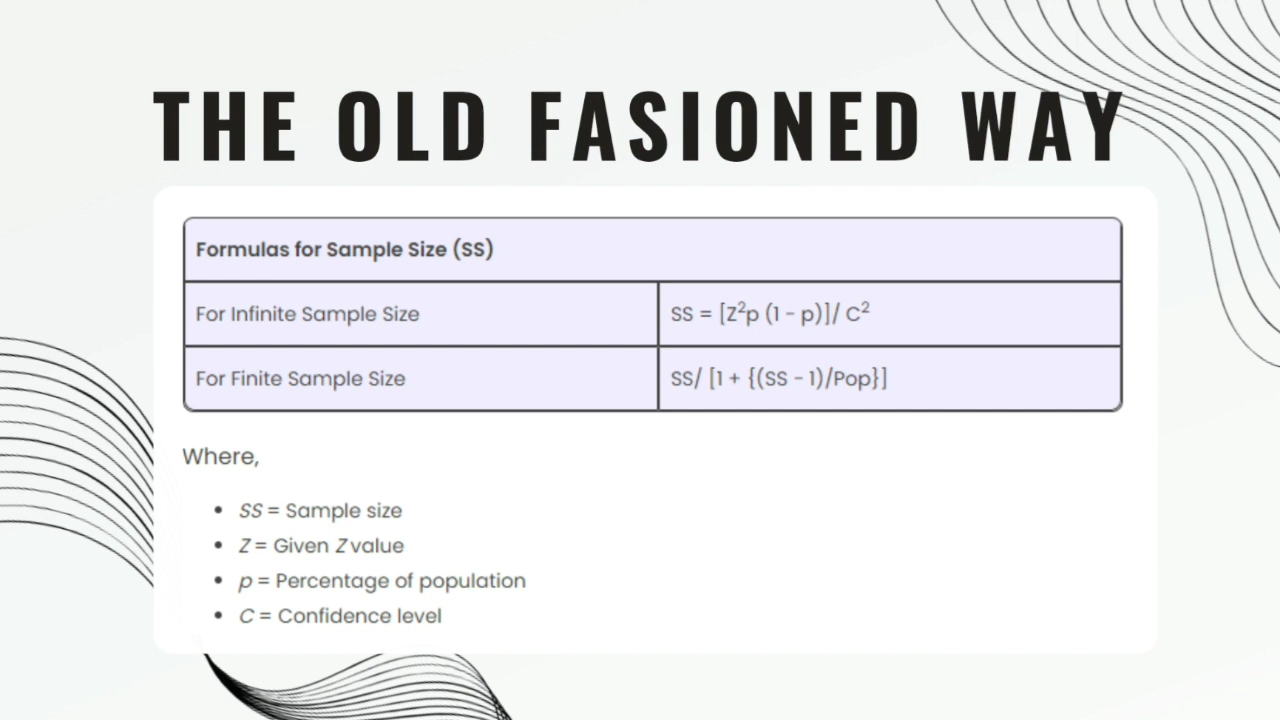 THE OLD FASIONED WAY
Formulas for Sample Size (SS)
For Infinite Sample Size SS = [Z²p (1 - p)]/ C²
For Finite Sample Size SS/ [1 + {(SS - 1)/Pop}]
Where,
• SS = Sample size
• Z = Given Z value
• p = Percentage of population
• C = Confidence level